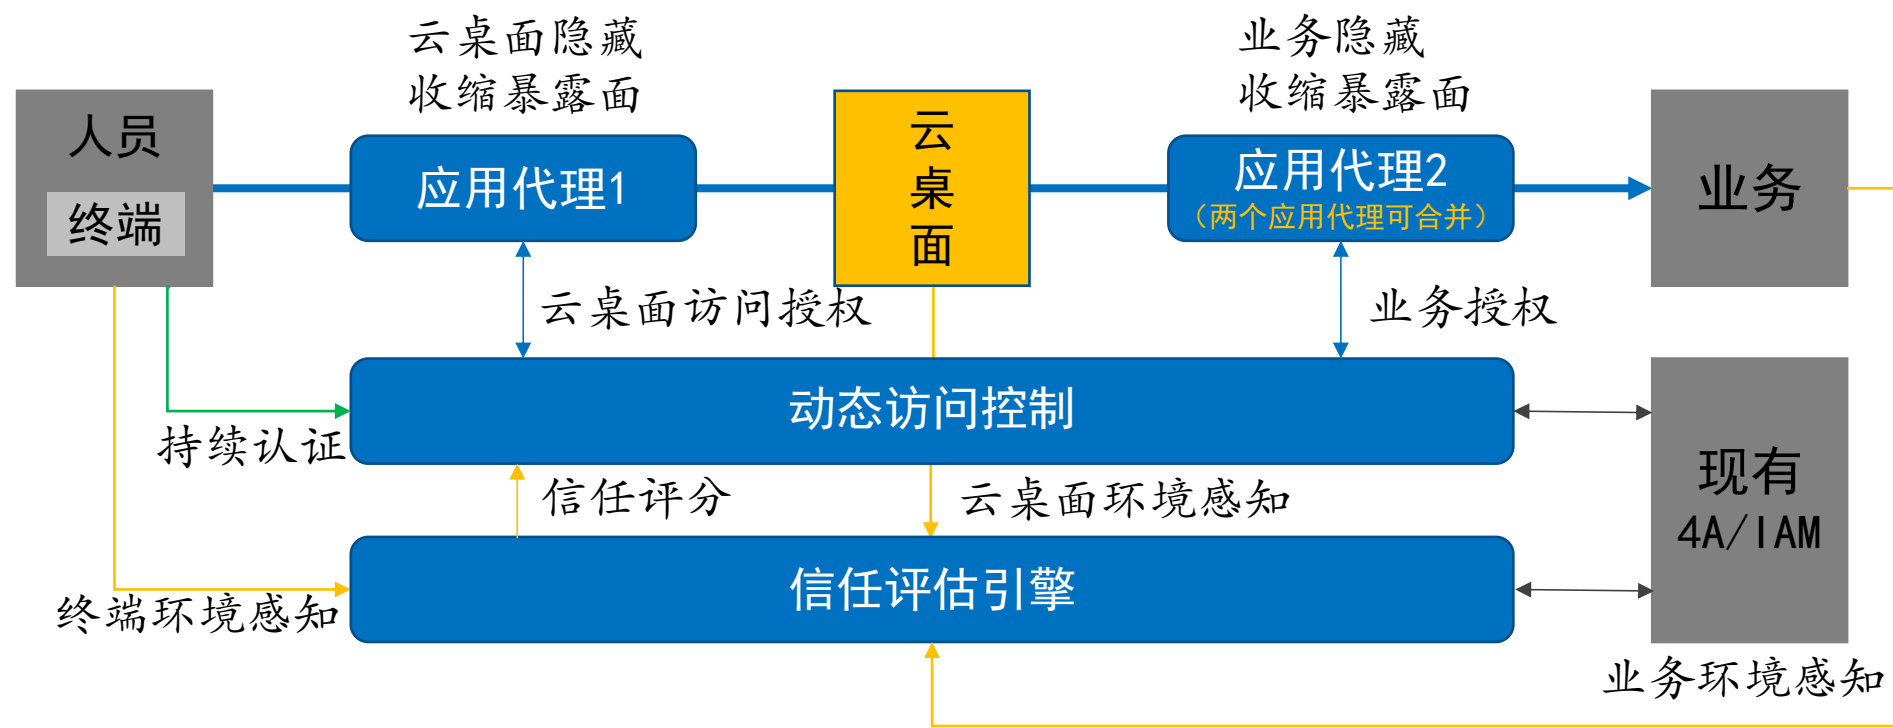 云桌面隐藏
收缩暴露面
业务隐藏
收缩暴露面
人员
终端
应用代理1
云
桌
面
应用代理2
（两个应用代理可合并）
业务
云桌面访问授权
业务授权
动态访问控制
持续认证
信任评分
云桌面环境感知
现有
4A/IAM
信任评估引擎
终端环境感知
业务环境感知